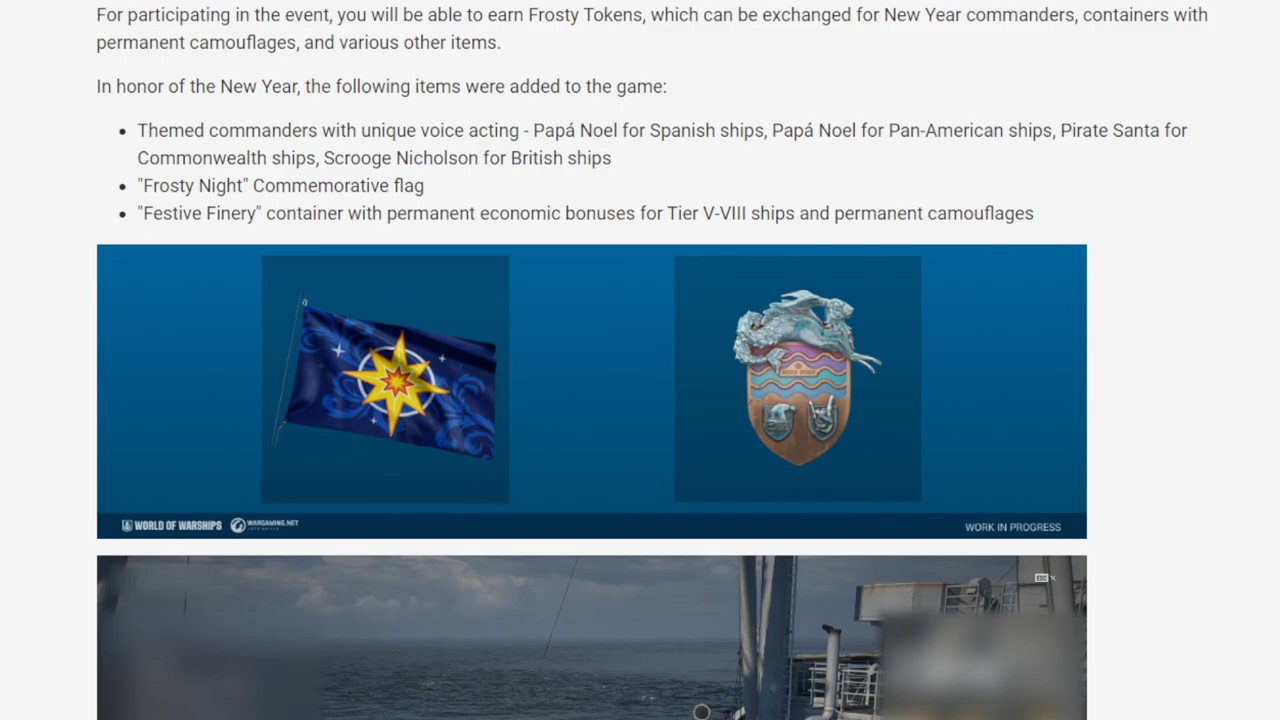 For participating in the event, you will be able to earn Frosty Tokens, which can be exchanged for New Year commanders, containers with
permanent camouflages, and various other items.
In honor of the New Year, the following items were added to the game:
Themed commanders with unique voice acting - Papá Noel for Spanish ships, Papá Noel for Pan-American ships, Pirate Santa for
Commonwealth ships, Scrooge Nicholson for British ships
"Frosty Night" Commemorative flag
"Festive Finery" container with permanent economic bonuses for Tier V-VIII ships and permanent camouflages
WORLD OF WARSHIPS WARGAMING.NET
WORK IN PROGRESS
ESC